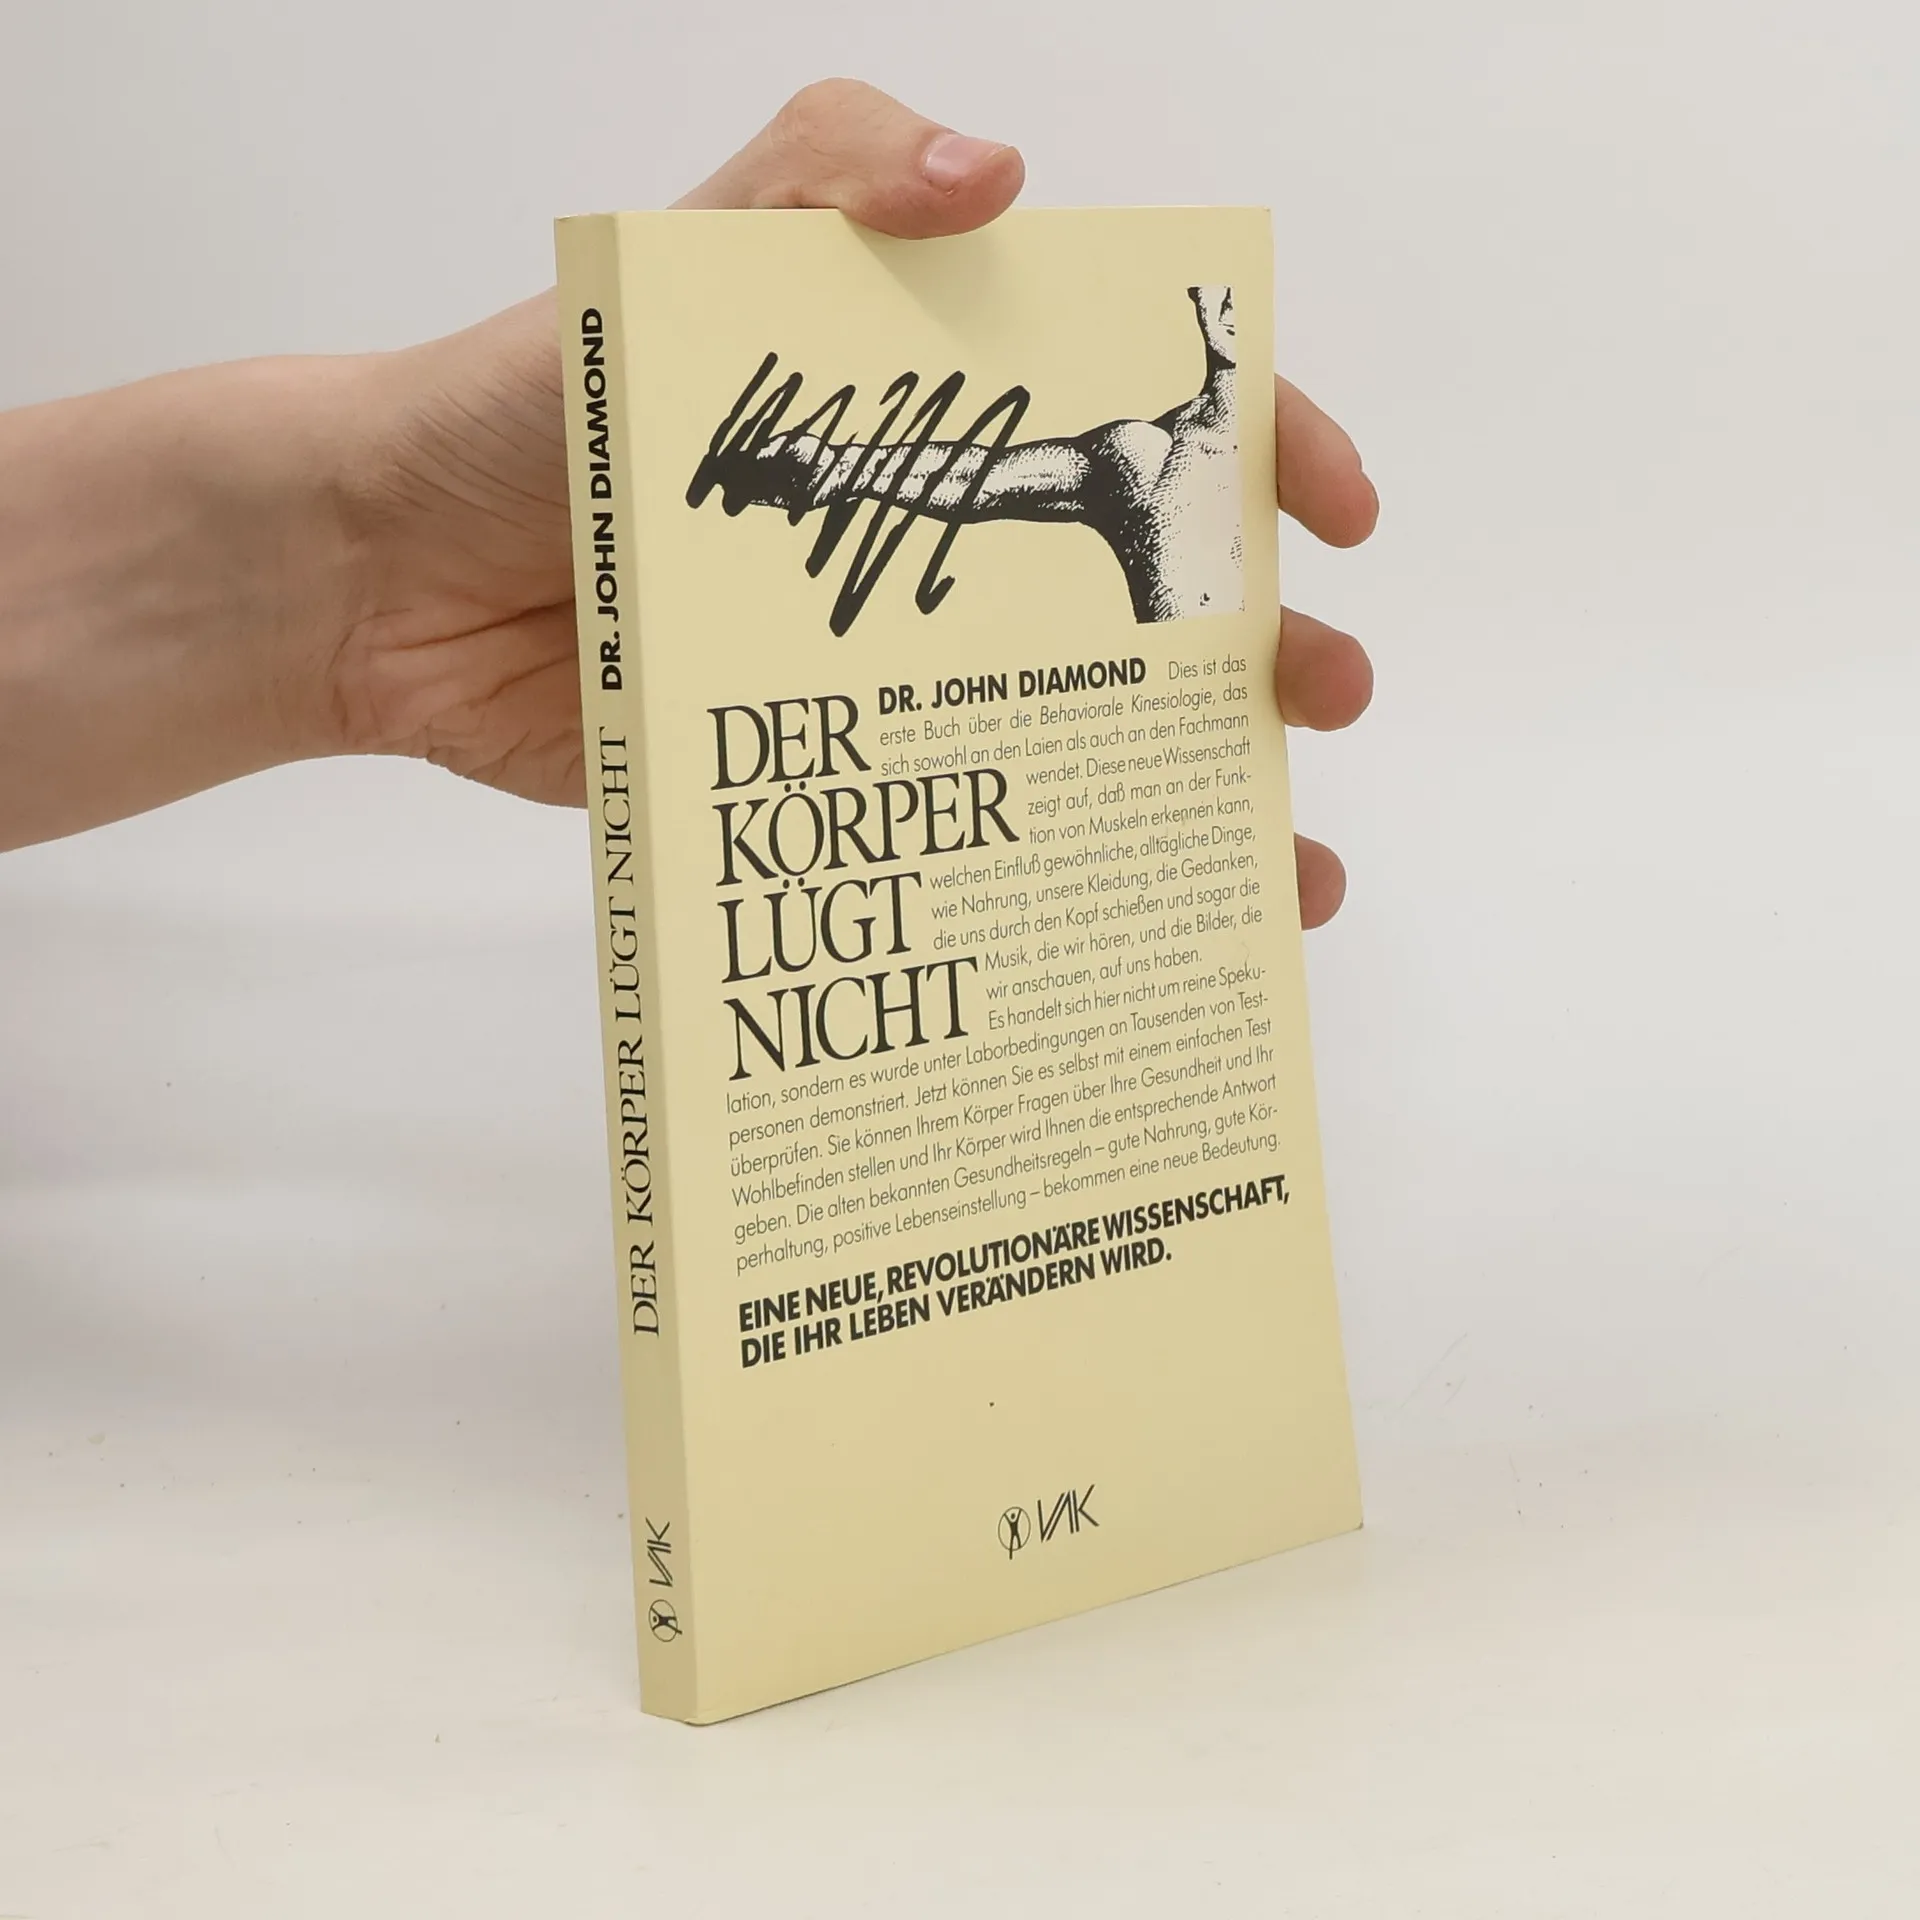 DER KÖRPER LÜGT NICHT DR. JOHN DIAMOND
VAK
DR. JOHN DIAMOND Dies ist das
DER
erste Buch über die Behaviorale Kinesiologie, das
sich sowohl an den Laien als auch an den Fachmann
KÖRPER
wendet. Diese neue Wissenschaft
zeigt auf, daß man an der Funk-
tion von Muskeln erkennen kann,
LÜGT
welchen Einfluß gewöhnliche, alltägliche Dinge,
wie Nahrung, unsere Kleidung, die Gedanken,
die uns durch den Kopf schießen und sogar die
NICHT
Musik, die wir hören, und die Bilder, die
wir anschauen, auf uns haben.
Es handelt sich hier nicht um reine Speku-
lation, sondern es wurde unter Laborbedingungen an Tausenden von Test-
personen demonstriert. Jetzt können Sie es selbst mit einem einfachen Test
überprüfen. Sie können Ihrem Körper Fragen über Ihre Gesundheit und Ihr
Wohlbefinden stellen und Ihr Körper wird Ihnen die entsprechende Antwort
geben. Die alten bekannten Gesundheitsregeln – gute Nahrung, gute Kör-
perhaltung, positive Lebenseinstellung – bekommen eine neue Bedeutung.
EINE NEUE, REVOLUTIONÄRE WISSENSCHAFT,
DIE IHR LEBEN VERÄNDERN WIRD.
VAK